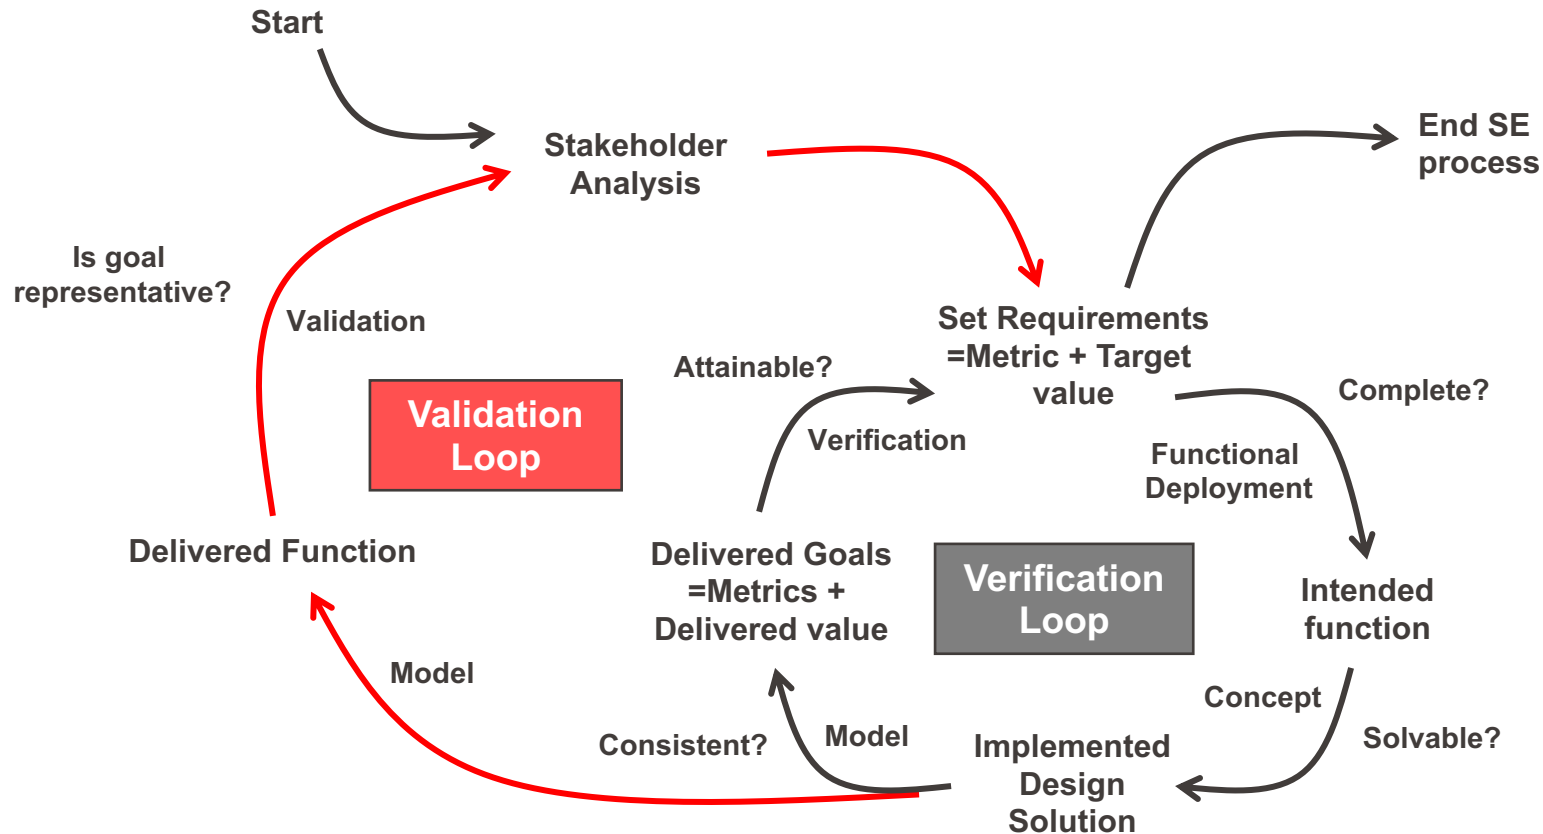 Start
Stakeholder
Analysis
End SE
process
Is goal
representative?
Validation
Set Requirements
=Metric + Target
value
Attainable?
Verification
Complete?
Functional
Deployment
Validation
Loop
Delivered Function
Delivered Goals
=Metrics +
Delivered value
Verification
Loop
Intended
function
Model
Concept
Solvable?
Consistent?
Model
Implemented
Design
Solution